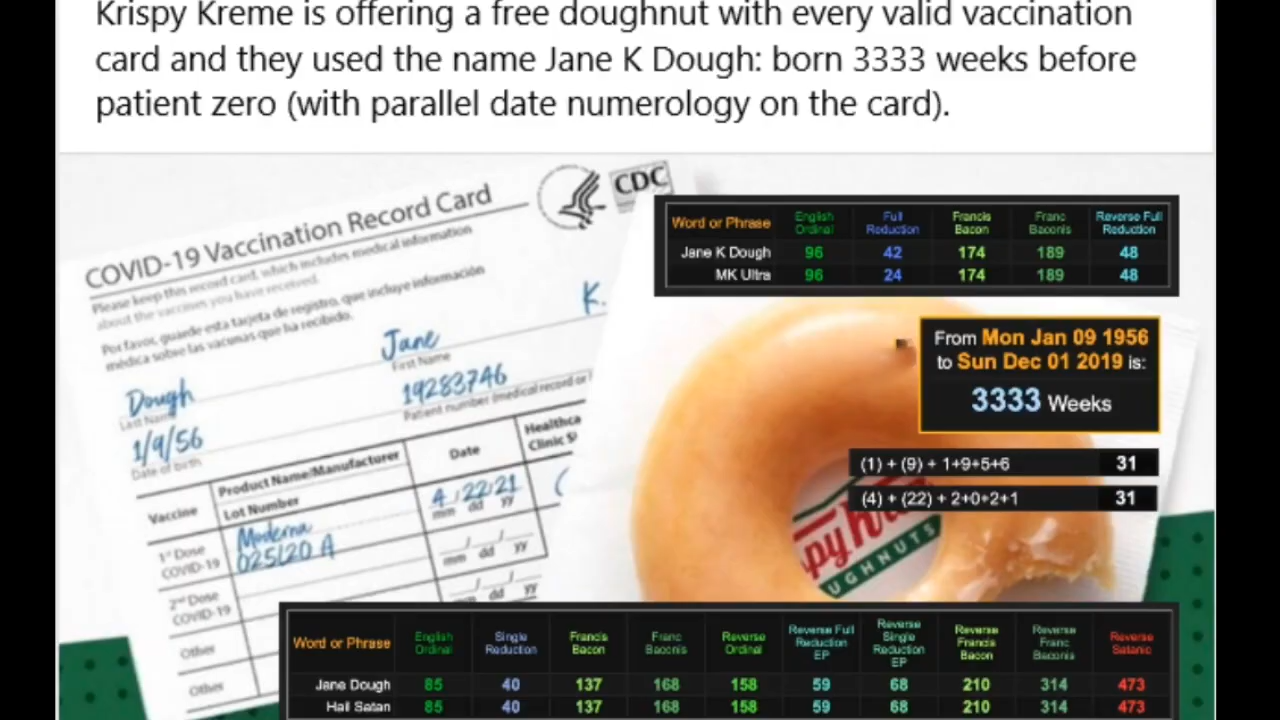 Krispy Kreme is offering a free doughnut with every valid vaccination
card and they used the name Jane K Dough: born 3333 weeks before
patient zero (with parallel date numerology on the card).
CDC
COVID-19 Vaccination Record Card
Please keep this record card, which includes medical information
about the vaccines you have received.
Por favor, guarde esta tarjeta de registro, que incluye información
médica sobre las vacunas que ha recibido.
Dough Jane K.
Last Name First Name
1/9/56 19283746
Date of birth Patient number (medical record or
Vaccine Product Name/Manufacturer Date Healthca
Lot Number Clinic S
1st Dose Moderna 4/22/21
COVID-19 025L20 A mm dd yy
2nd Dose
COVID-19 mm dd yy
Other
Other
Word or Phrase English Ordinal Full Reduction Francis Bacon Franc Baconis Reverse Full Reduction
Jane K Dough 96 42 174 189 48
MK Ultra 96 24 174 189 48
From Mon Jan 09 1956
to Sun Dec 01 2019 is:
3333 Weeks
(1) + (9) + 1+9+5+6 31
(4) + (22) + 2+0+2+1 31
py Kr
UGHNUTS
Word or Phrase English Ordinal Single Reduction Francis Bacon Franc Baconis Reverse Ordinal Reverse Full Reduction EP Reverse Single Reduction EP Reverse Francis Bacon Reverse Franc Baconis Reverse Satanic
Jane Dough 85 40 137 168 158 59 68 210 314 473
Hail Satan 85 40 137 168 158 59 68 210 314 473